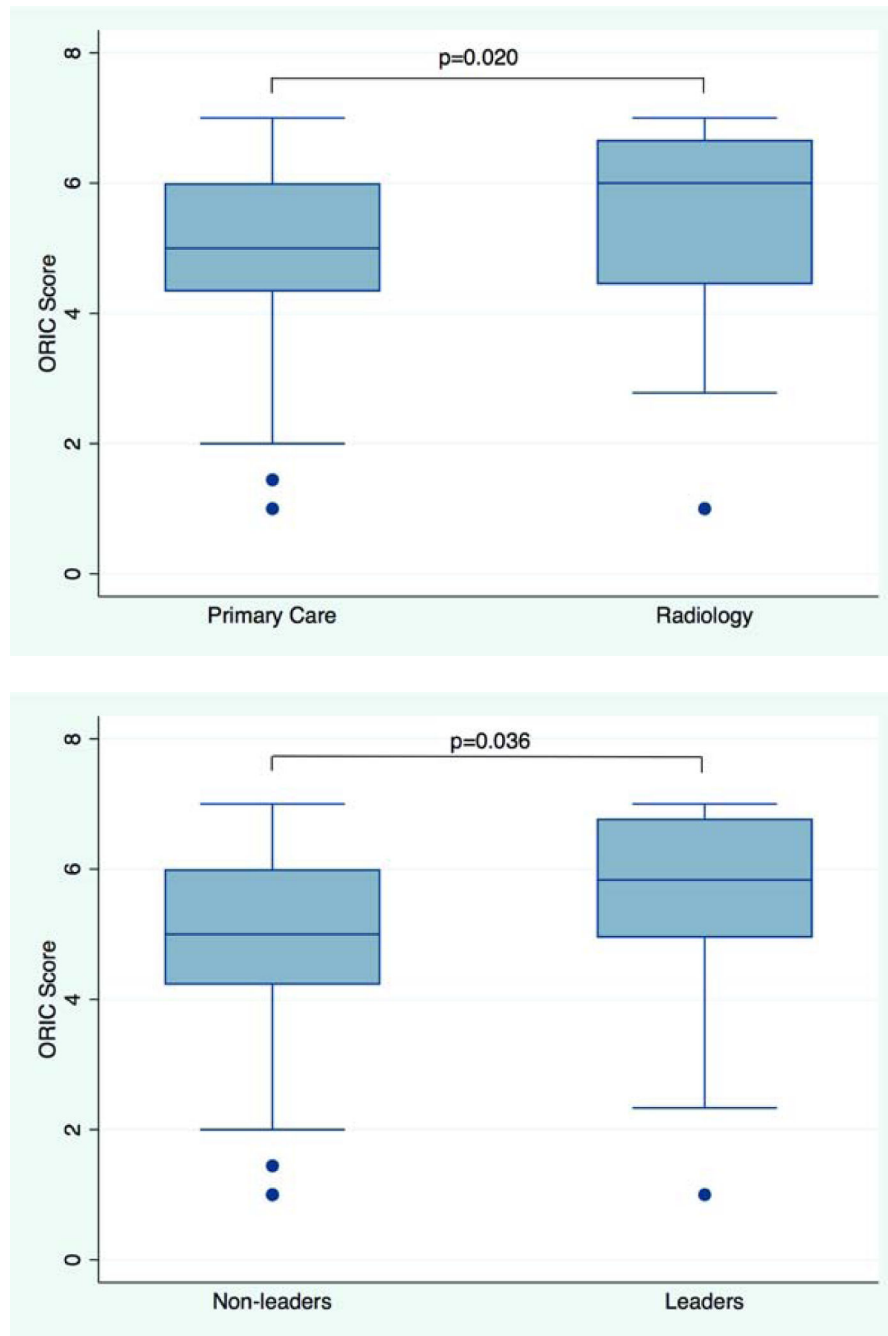 p=0.020
8
6
4
2
0
ORIC Score
Primary Care
Radiology
p=0.036
8
6
4
2
0
ORIC Score
Non-leaders
Leaders